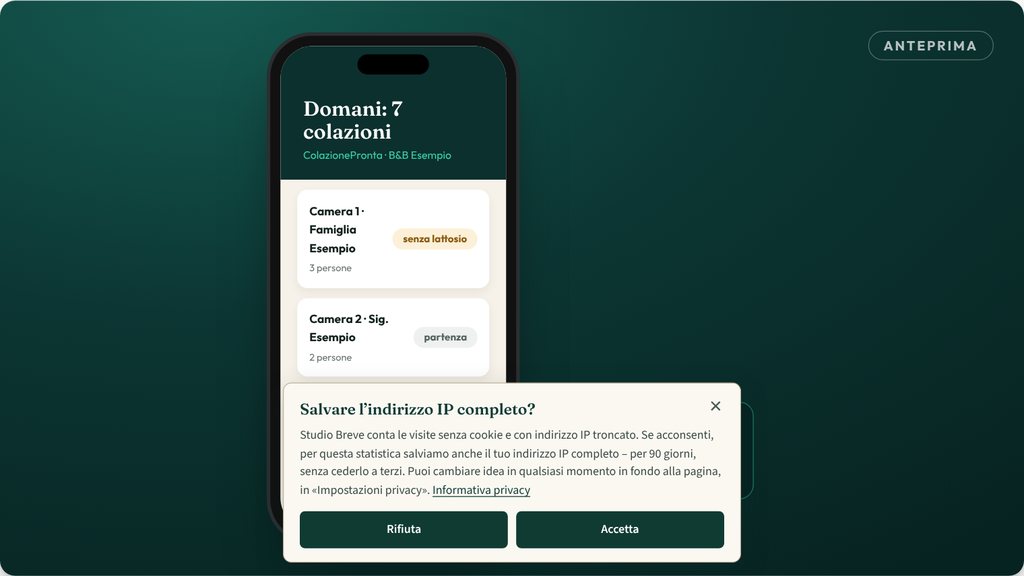 ANTEPRIMA
Domani: 7
colazioni
ColazionePronta · B&B Esempio
Camera 1 ·
Famiglia
Esempio
3 persone
senza lattosio
Camera 2 · Sig.
Esempio
2 persone
partenza
Salvare l’indirizzo IP completo?
✕
Studio Breve conta le visite senza cookie e con indirizzo IP troncato. Se acconsenti,
per questa statistica salviamo anche il tuo indirizzo IP completo – per 90 giorni,
senza cederlo a terzi. Puoi cambiare idea in qualsiasi momento in fondo alla pagina,
in «Impostazioni privacy». Informativa privacy
Rifiuta
Accetta